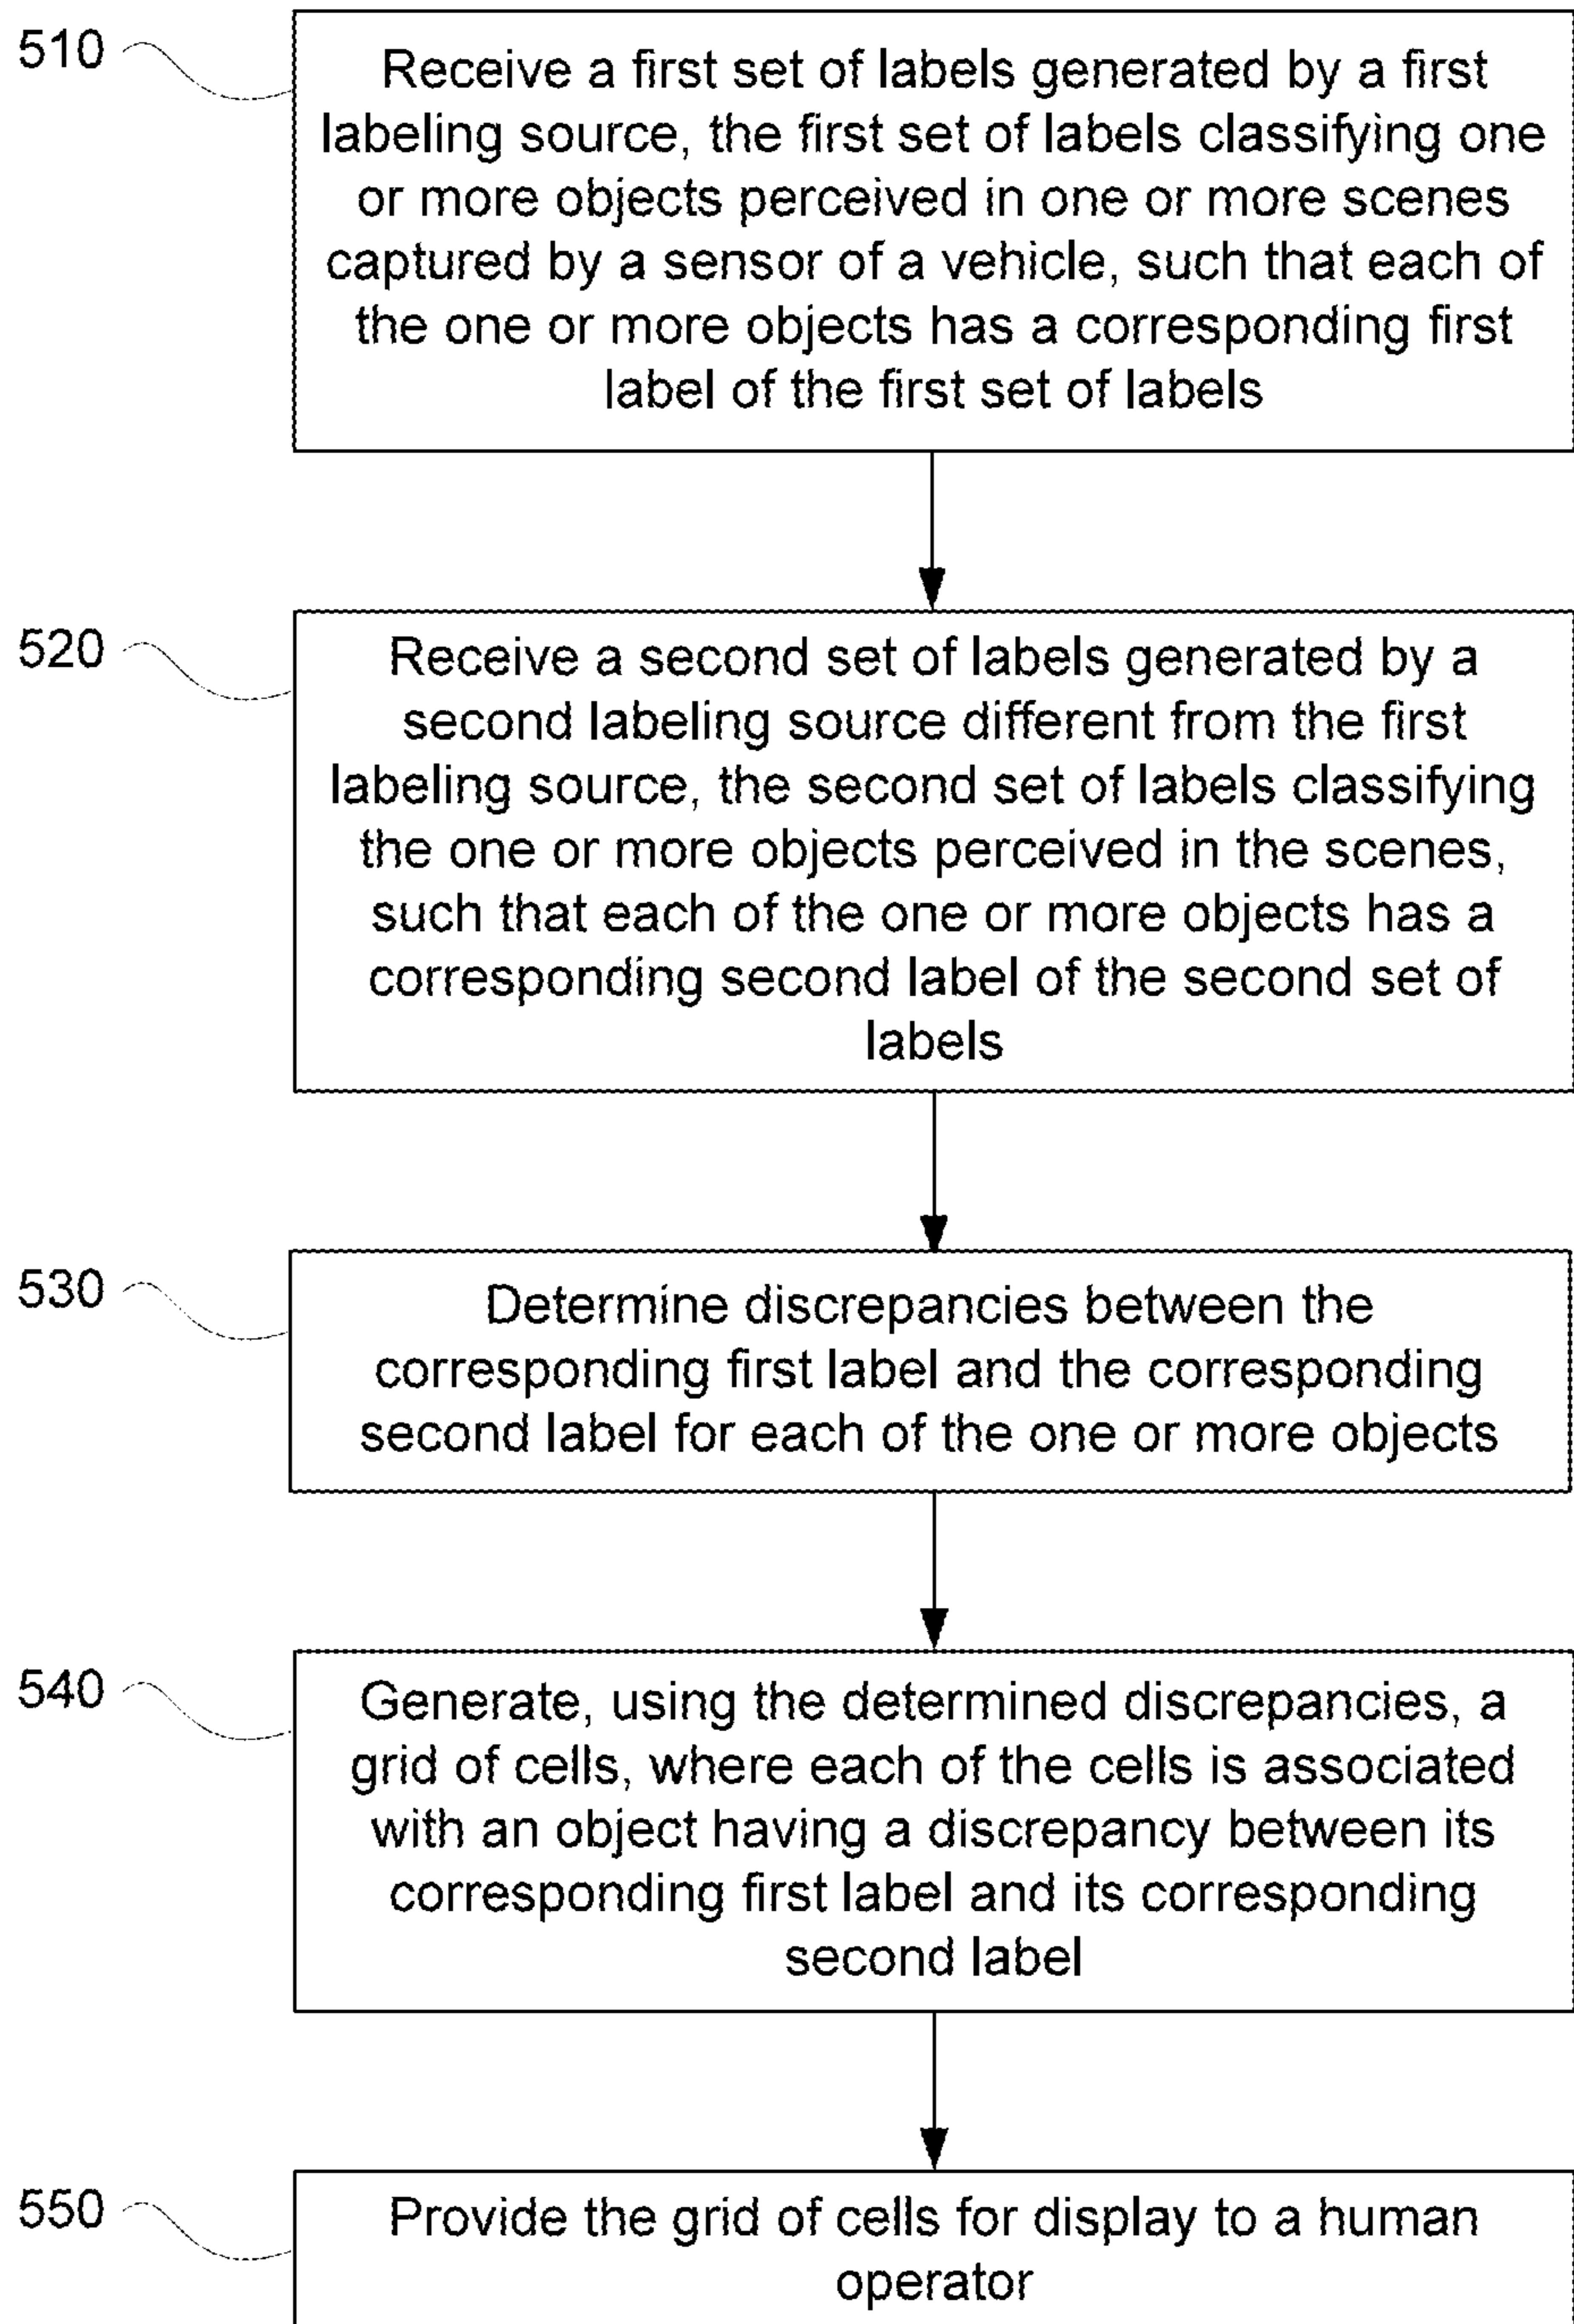 510
Receive a first set of labels generated by a first
labeling source, the first set of labels classifying one
or more objects perceived in one or more scenes
captured by a sensor of a vehicle, such that each of
the one or more objects has a corresponding first
label of the first set of labels
520
Receive a second set of labels generated by a
second labeling source different from the first
labeling source, the second set of labels classifying
the one or more objects perceived in the scenes,
such that each of the one or more objects has a
corresponding second label of the second set of
labels
530
Determine discrepancies between the
corresponding first label and the corresponding
second label for each of the one or more objects
540
Generate, using the determined discrepancies, a
grid of cells, where each of the cells is associated
with an object having a discrepancy between its
corresponding first label and its corresponding
second label
550
Provide the grid of cells for display to a human
operator